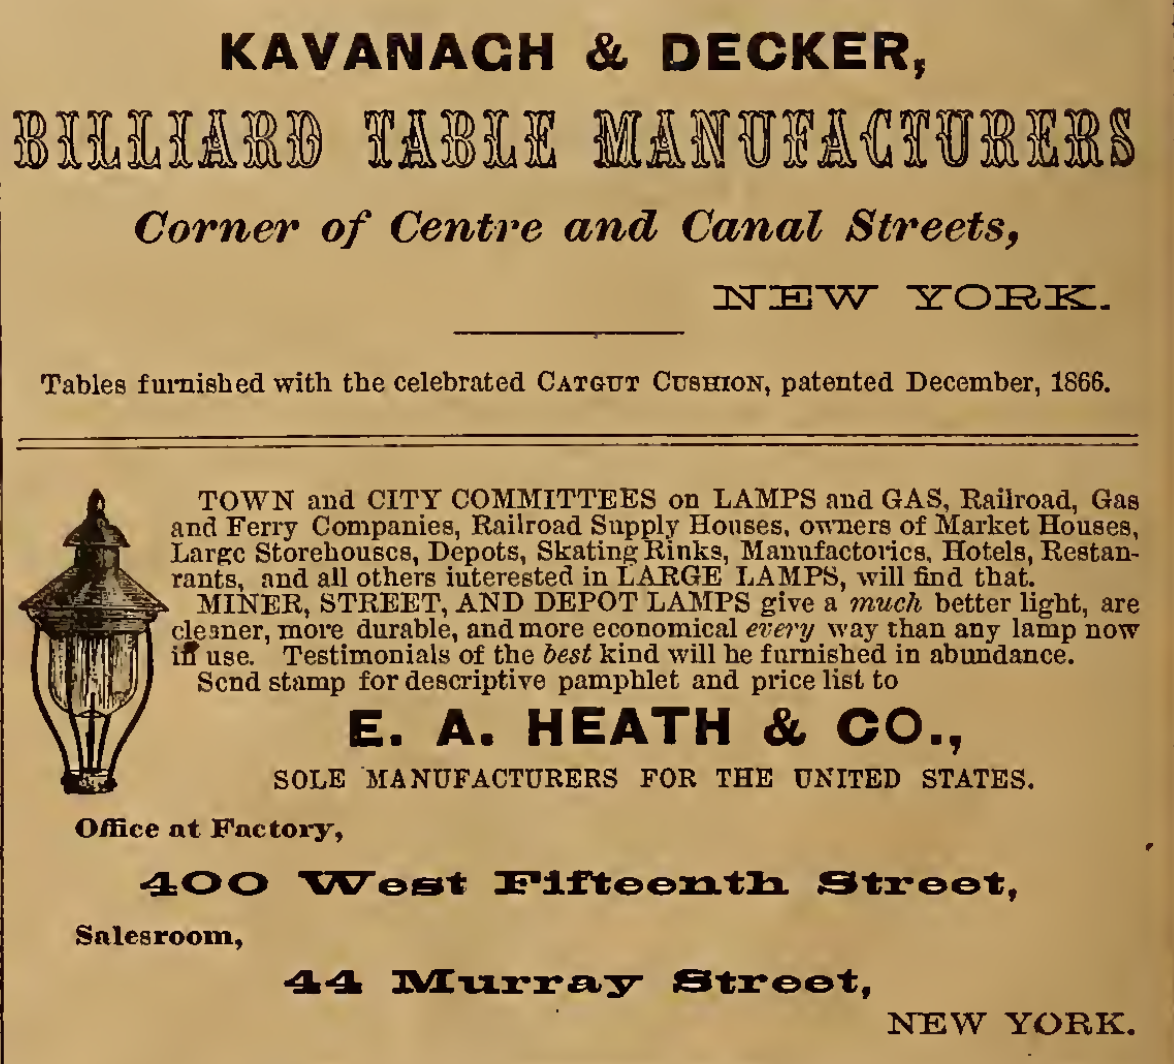 KAVANAGH & DECKER,
BILLIARD TABLE MANUFACTURERS
Corner of Centre and Canal Streets,
NEW YORK.
Tables furnished with the celebrated CATGUT CUSHION, patented December, 1866.
TOWN and CITY COMMITTEES on LAMPS and GAS, Railroad, Gas
and Ferry Companies, Railroad Supply Houses, owners of Market Houses,
Large Storehouses, Depots, Skating Rinks, Manufactories, Hotels, Restau-
rants, and all others interested in LARGE LAMPS, will find that.
MINER, STREET, AND DEPOT LAMPS give a much better light, are
cleaner, more durable, and more economical every way than any lamp now
in use. Testimonials of the best kind will be furnished in abundance.
Send stamp for descriptive pamphlet and price list to
E. A. HEATH & CO.,
SOLE MANUFACTURERS FOR THE UNITED STATES.
Office at Factory,
400 West Fifteenth Street,
Salesroom,
44 Murray Street,
NEW YORK.